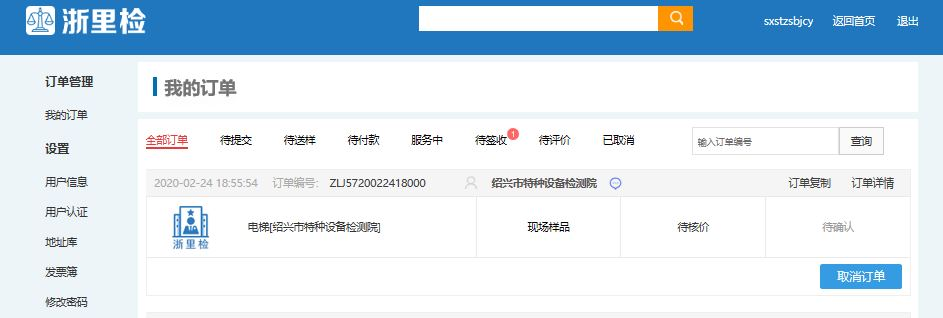 浙里检
sxstzsbjcy 返回首页 退出
订单管理
我的订单
设置
用户信息
用户认证
地址库
发票簿
修改密码
我的订单
全部订单 待提交 待送样 待付款 服务中 待签收 1 待评价 已取消 输入订单编号 查询
2020-02-24 18:55:54 订单编号: ZLJ5720022418000 绍兴市特种设备检测院 订单复制 订单详情
浙里检 电梯[绍兴市特种设备检测院] 现场样品 待核价 待确认
取消订单